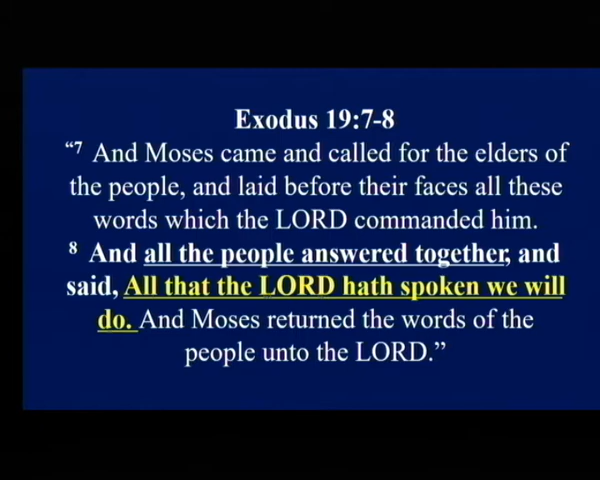 Exodus 19:7-8
“7 And Moses came and called for the elders of
the people, and laid before their faces all these
words which the LORD commanded him.
8 And all the people answered together, and
said, All that the LORD hath spoken we will
do. And Moses returned the words of the
people unto the LORD.”